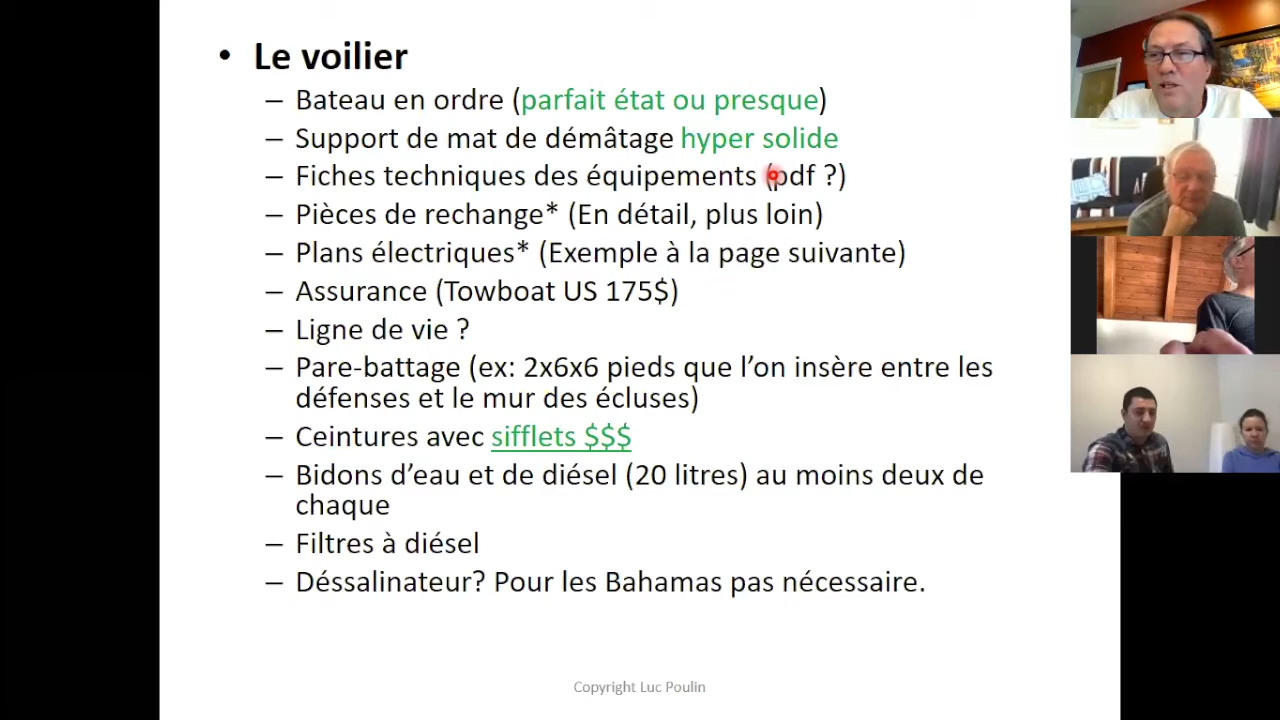 • Le voilier
– Bateau en ordre (parfait état ou presque)
– Support de mat de démâtage hyper solide
– Fiches techniques des équipements (pdf ?)
– Pièces de rechange* (En détail, plus loin)
– Plans électriques* (Exemple à la page suivante)
– Assurance (Towboat US 175$)
– Ligne de vie ?
– Pare-battage (ex: 2x6x6 pieds que l’on insère entre les
défenses et le mur des écluses)
– Ceintures avec sifflets $$$
– Bidons d’eau et de diésel (20 litres) au moins deux de
chaque
– Filtres à diésel
– Déssalinateur? Pour les Bahamas pas nécessaire.
Copyright Luc Poulin